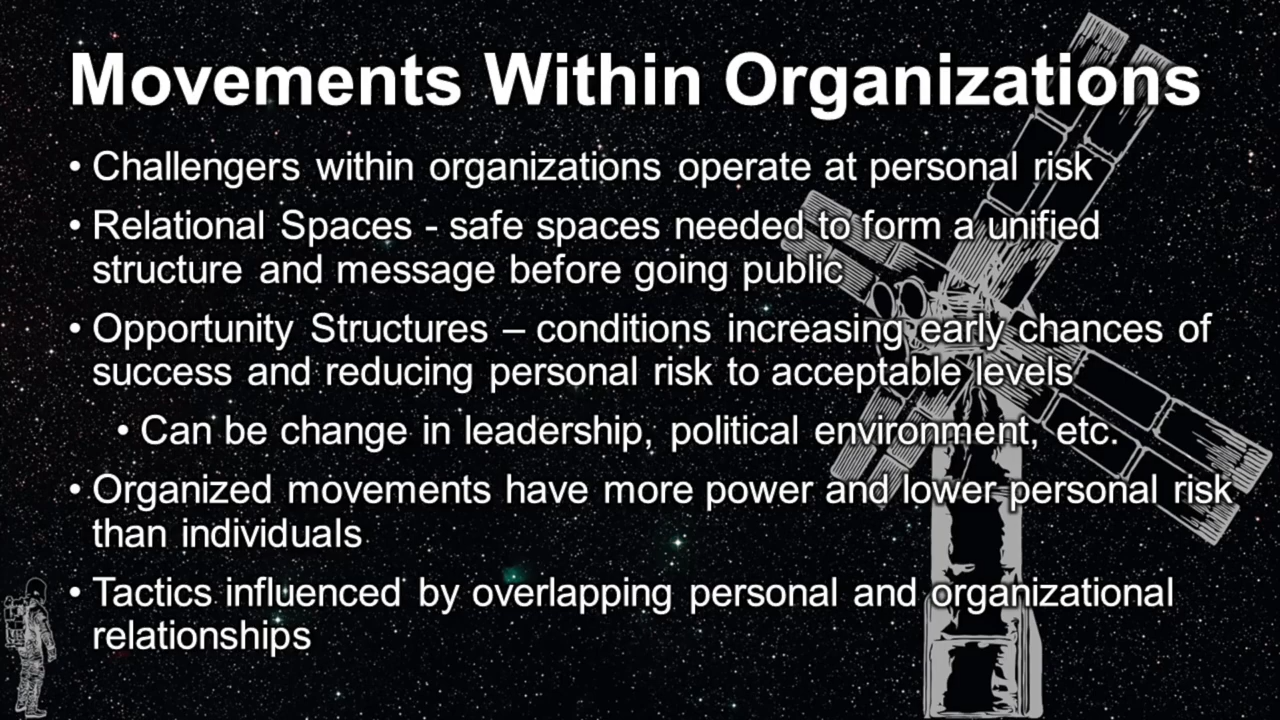 Movements Within Organizations
• Challengers within organizations operate at personal risk
• Relational Spaces - safe spaces needed to form a unified
structure and message before going public
• Opportunity Structures – conditions increasing early chances of
success and reducing personal risk to acceptable levels
• Can be change in leadership, political environment, etc.
• Organized movements have more power and lower personal risk
than individuals
• Tactics influenced by overlapping personal and organizational
relationships